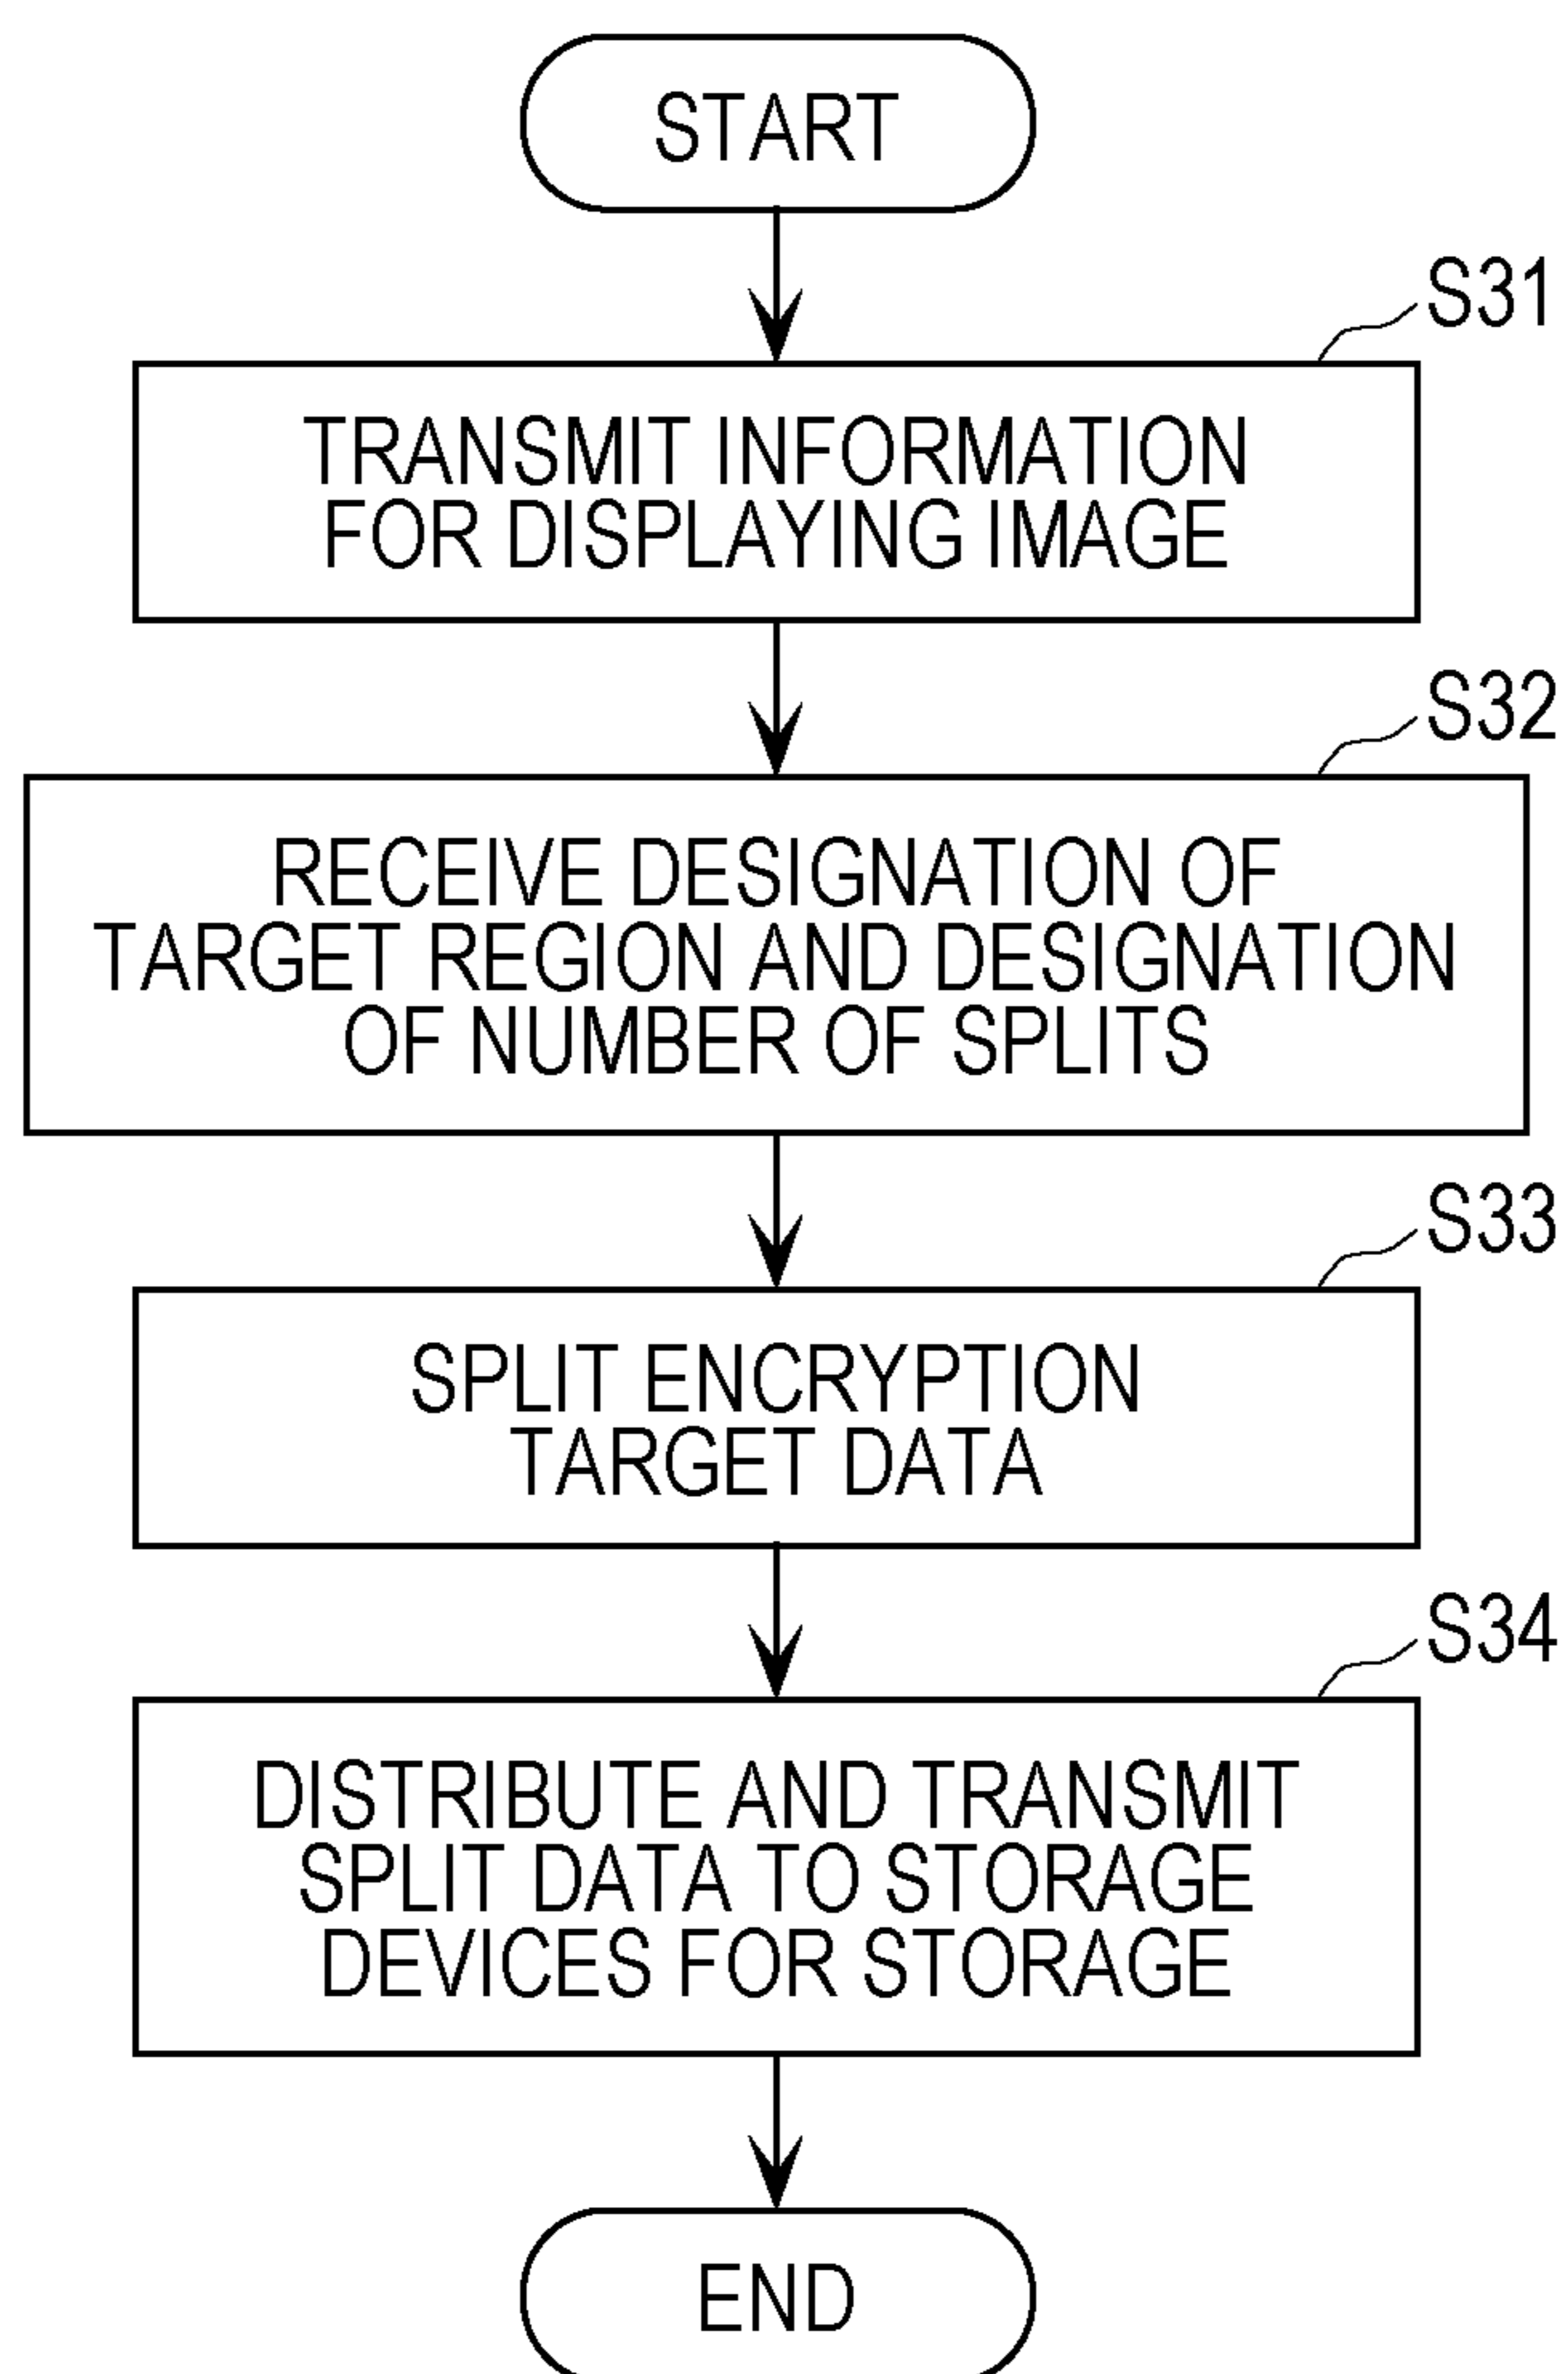 START
S31
TRANSMIT INFORMATION
FOR DISPLAYING IMAGE
S32
RECEIVE DESIGNATION OF
TARGET REGION AND DESIGNATION
OF NUMBER OF SPLITS
S33
SPLIT ENCRYPTION
TARGET DATA
S34
DISTRIBUTE AND TRANSMIT
SPLIT DATA TO STORAGE
DEVICES FOR STORAGE
END